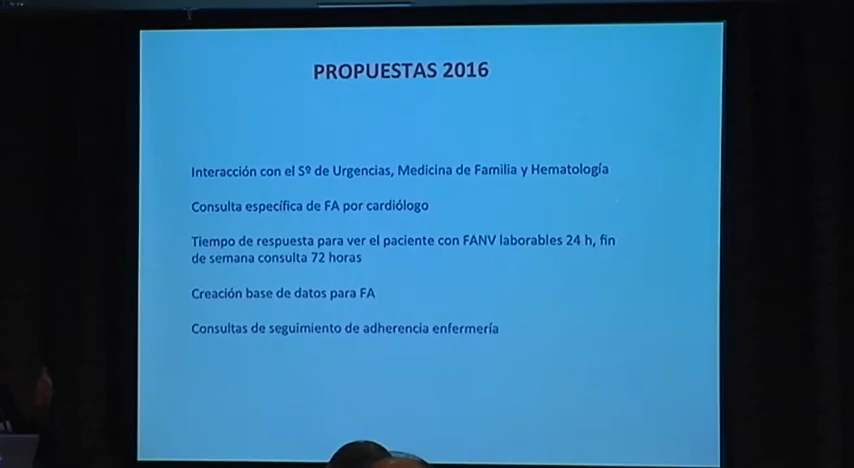 PROPUESTAS 2016
Interacción con el Sº de Urgencias, Medicina de Familia y Hematología
Consulta específica de FA por cardiólogo
Tiempo de respuesta para ver el paciente con FANV laborables 24 h, fin
de semana consulta 72 horas
Creación base de datos para FA
Consultas de seguimiento de adherencia enfermería